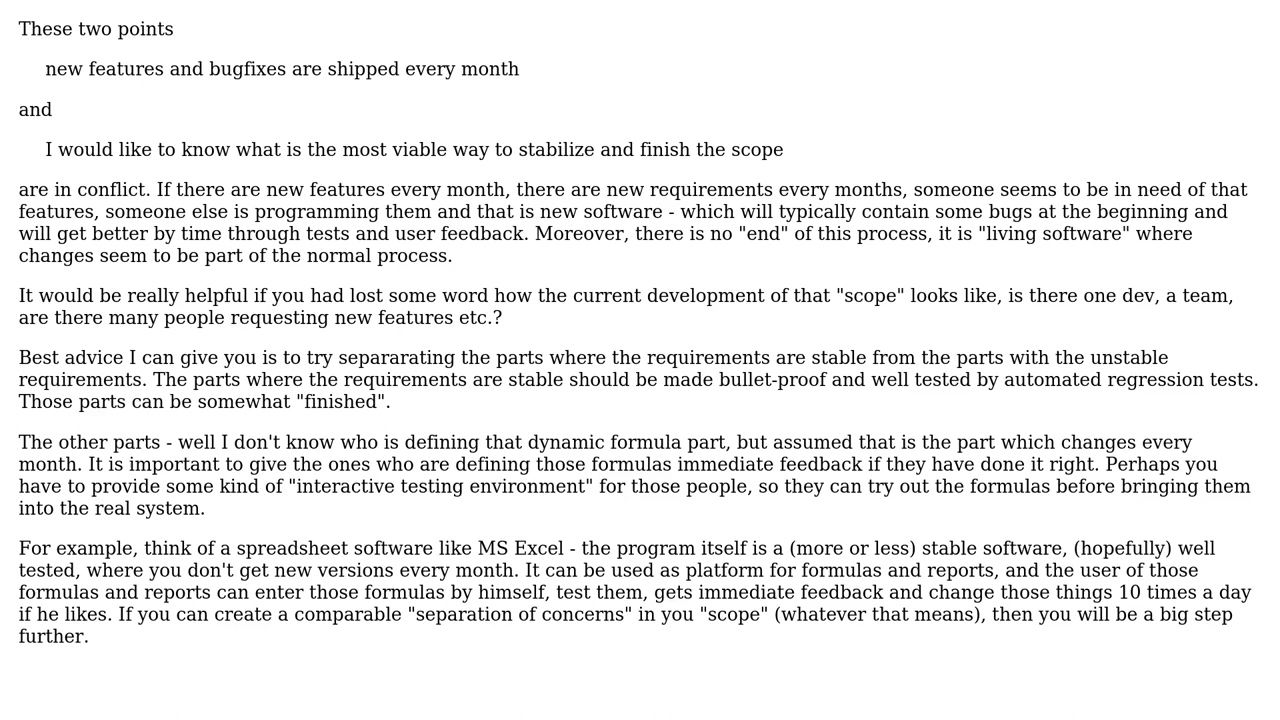 These two points
new features and bugfixes are shipped every month
and
I would like to know what is the most viable way to stabilize and finish the scope
are in conflict. If there are new features every month, there are new requirements every months, someone seems to be in need of that
features, someone else is programming them and that is new software - which will typically contain some bugs at the beginning and
will get better by time through tests and user feedback. Moreover, there is no "end" of this process, it is "living software" where
changes seem to be part of the normal process.
It would be really helpful if you had lost some word how the current development of that "scope" looks like, is there one dev, a team,
are there many people requesting new features etc.?
Best advice I can give you is to try separarating the parts where the requirements are stable from the parts with the unstable
requirements. The parts where the requirements are stable should be made bullet-proof and well tested by automated regression tests.
Those parts can be somewhat "finished".
The other parts - well I don't know who is defining that dynamic formula part, but assumed that is the part which changes every
month. It is important to give the ones who are defining those formulas immediate feedback if they have done it right. Perhaps you
have to provide some kind of "interactive testing environment" for those people, so they can try out the formulas before bringing them
into the real system.
For example, think of a spreadsheet software like MS Excel - the program itself is a (more or less) stable software, (hopefully) well
tested, where you don't get new versions every month. It can be used as platform for formulas and reports, and the user of those
formulas and reports can enter those formulas by himself, test them, gets immediate feedback and change those things 10 times a day
if he likes. If you can create a comparable "separation of concerns" in you "scope" (whatever that means), then you will be a big step
further.